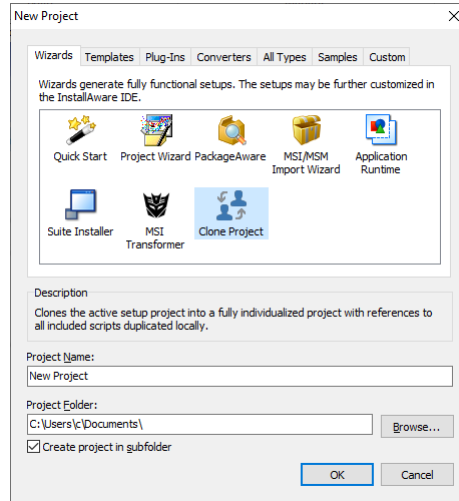 New Project
Wizards Templates Plug-Ins Converters All Types Samples Custom
Wizards generate fully functional setups. The setups may be further customized in
the InstallAware IDE.
Quick Start Project Wizard PackageAware MSI/MSM Import Wizard Application Runtime
Suite Installer MSI Transformer Clone Project
Description
Clones the active setup project into a fully individualized project with references to
all included scripts duplicated locally.
Project Name:
New Project
Project Folder:
C:\Users\c\Documents\
Browse...
Create project in subfolder
OK Cancel